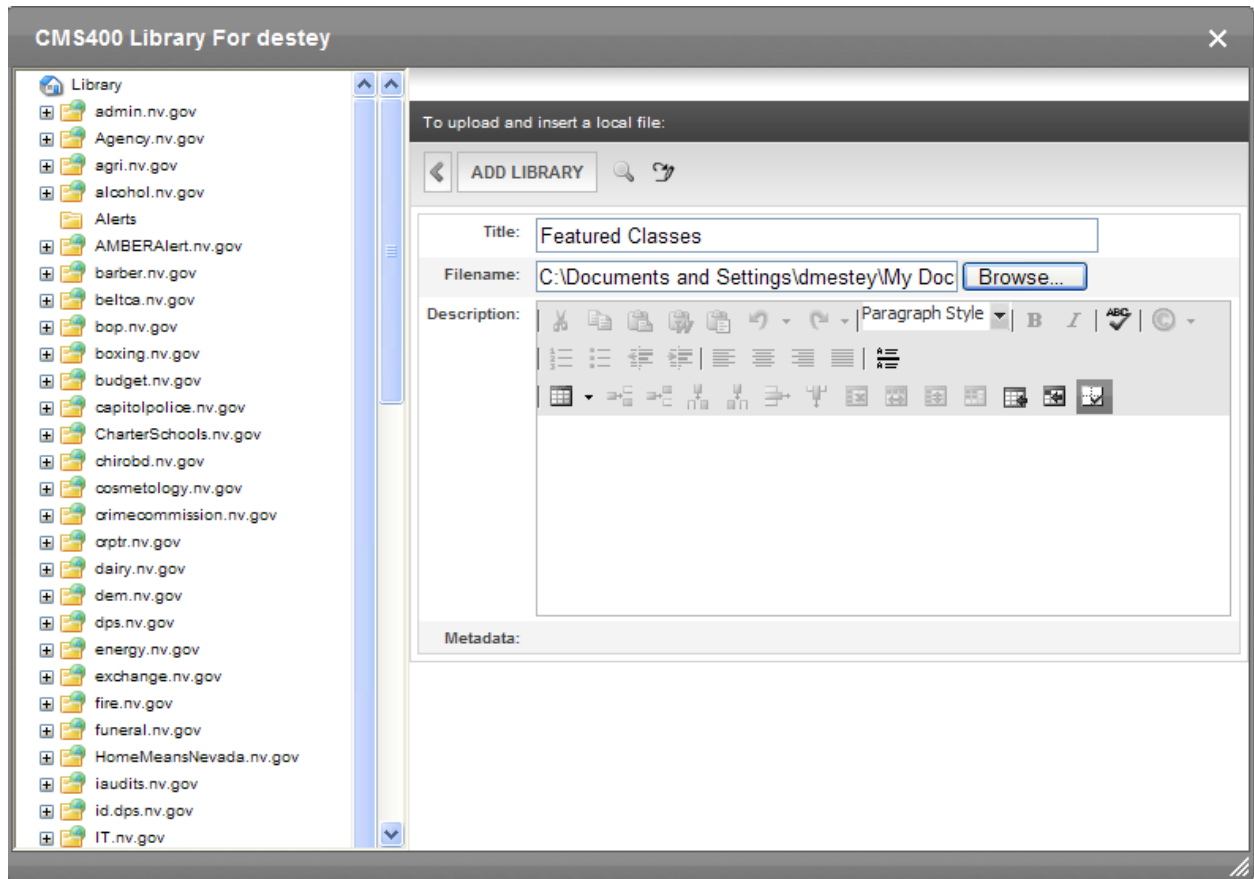 CMS400 Library For destey
Library
admin.nv.gov
Agency.nv.gov
agri.nv.gov
alcohol.nv.gov
Alerts
AMBERAlert.nv.gov
barber.nv.gov
beltca.nv.gov
bop.nv.gov
boxing.nv.gov
budget.nv.gov
capitolpolice.nv.gov
CharterSchools.nv.gov
chirobd.nv.gov
cosmetology.nv.gov
crimecommission.nv.gov
crptr.nv.gov
dairy.nv.gov
dem.nv.gov
dps.nv.gov
energy.nv.gov
exchange.nv.gov
fire.nv.gov
funeral.nv.gov
HomeMeansNevada.nv.gov
iaudits.nv.gov
id.dps.nv.gov
IT.nv.gov
To upload and insert a local file:
ADD LIBRARY
Title: Featured Classes
Filename: C:\Documents and Settings\dmestey\My Doc Browse...
Description: Paragraph Style B I ABC ©
Metadata: